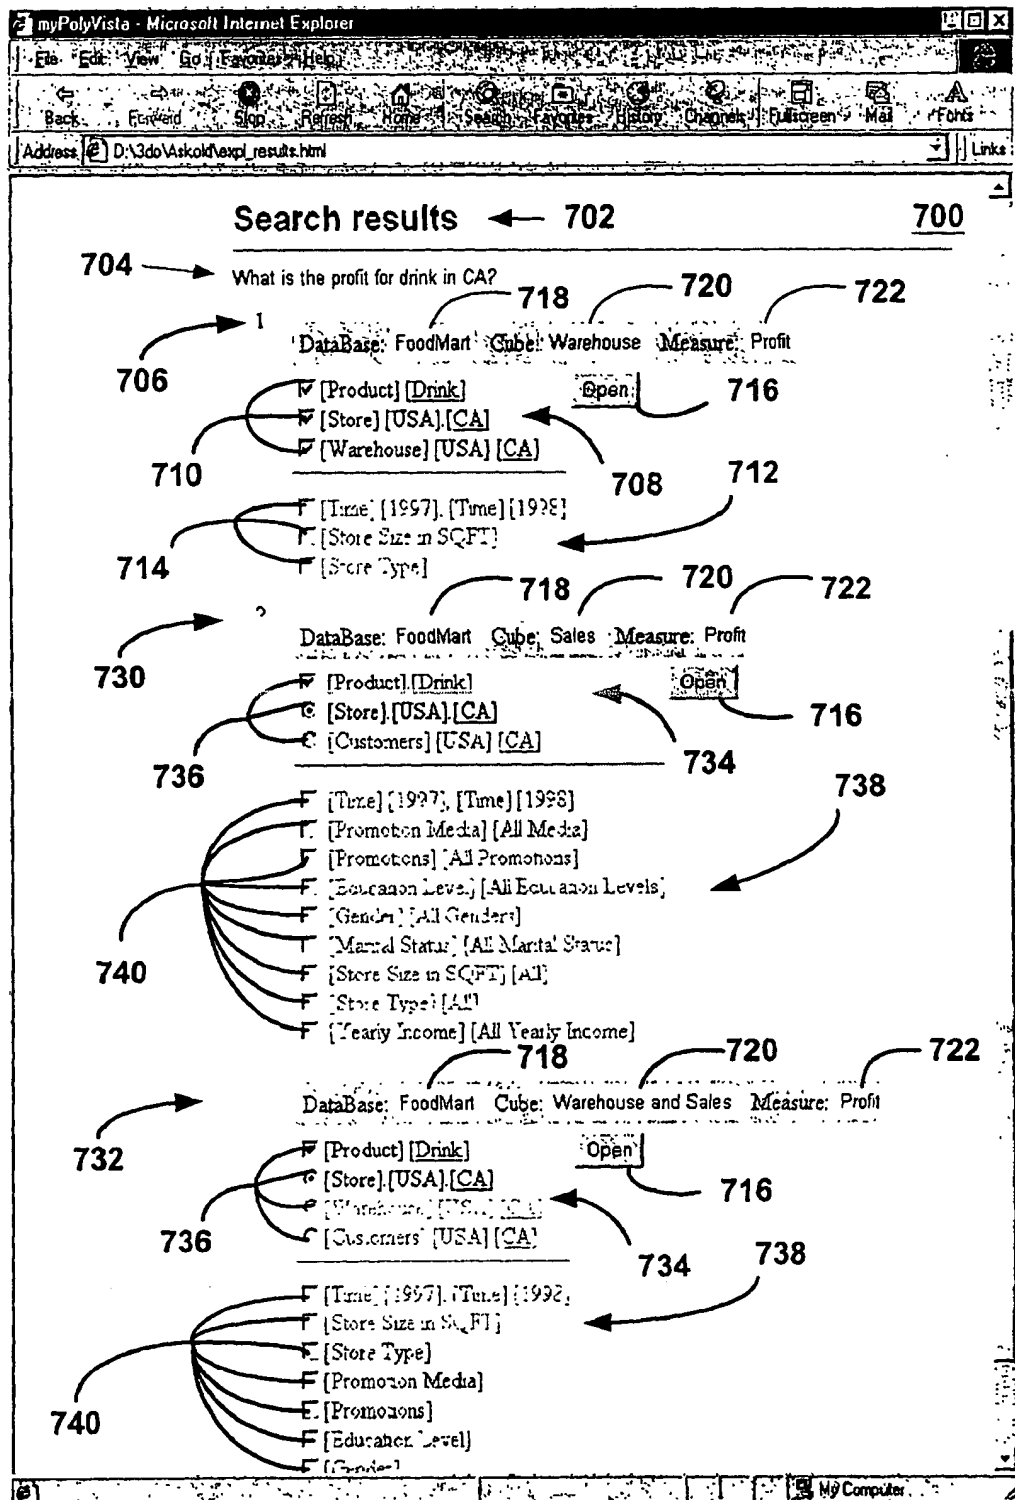 myPolyVista - Microsoft Internet Explorer
File Edit View Go Favorites Help
Back Forward Stop Refresh Home Search Favorites History Channels Fullscreen Mail Fonts
Address D:\3do\Askold\expl_results.html Links
Search results 702 700
704 What is the profit for drink in CA?
718 720 722
706 1 DataBase: FoodMart Cube: Warehouse Measure: Profit
[Product] [Drink] Open 716
[Store] [USA].[CA]
710 [Warehouse] [USA] [CA] 708 712
[Time] [1997], [Time] [1998]
[Store Size in SQFT]
714 [Store Type]
718 720 722
730 DataBase: FoodMart Cube: Sales Measure: Profit
[Product].[Drink] Open
[Store].[USA].[CA] 716
736 [Customers] [USA] [CA] 734
738
[Time] [1997], [Time] [1998]
[Promotion Media] [All Media]
[Promotions] [All Promotions]
[Education Level] [All Education Levels]
[Gender] [All Genders]
[Marital Status] [All Marital Status]
740 [Store Size in SQFT] [All]
[Store Type] [All]
[Yearly Income] [All Yearly Income]
718 720 722
732 DataBase: FoodMart Cube: Warehouse and Sales Measure: Profit
[Product] [Drink] Open
[Store].[USA].[CA] 716
[Warehouse] [USA] [CA]
736 [Customers] [USA] [CA] 734 738
[Time] [1997], [Time] [1998]
[Store Size in SQFT]
[Store Type]
[Promotion Media]
740 [Promotions]
[Education Level]
[Gender]
My Computer